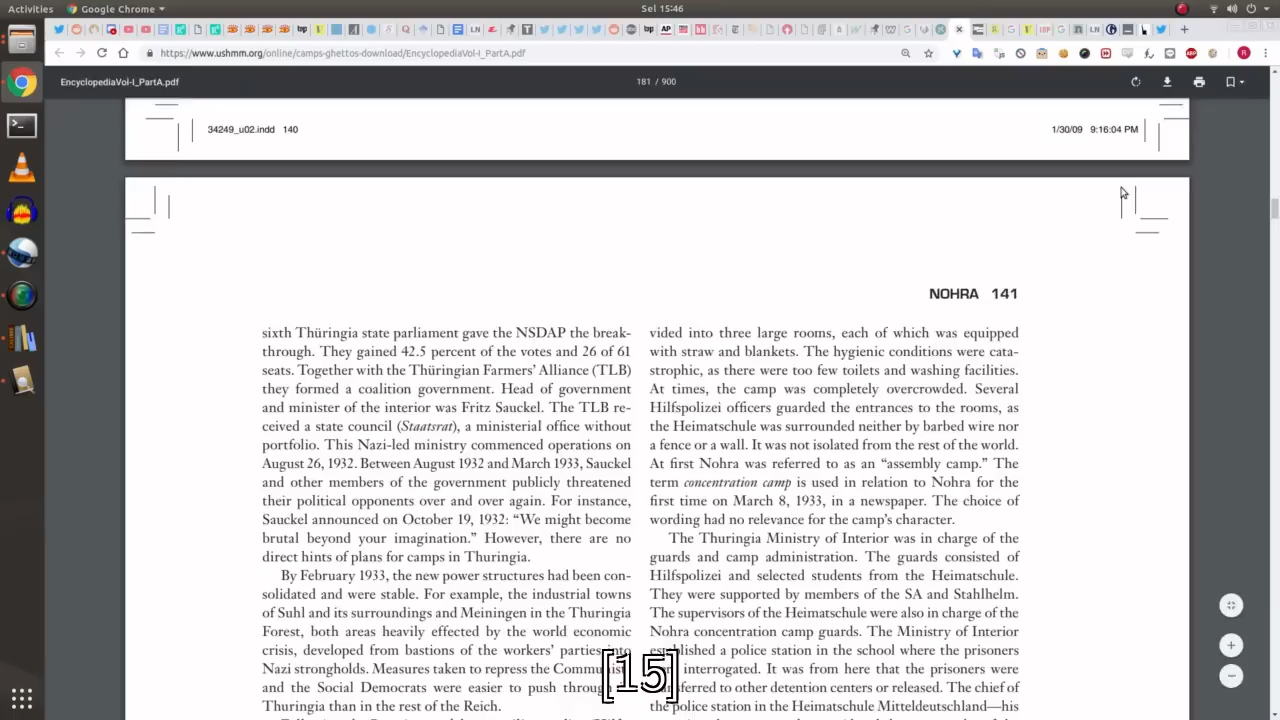 Activities
Google Chrome
Sel 15:46
https://www.ushmm.org/online/camps-ghettos-download/EncyclopediaVol-I_PartA.pdf
EncyclopediaVol-I_PartA.pdf
181 / 900
34249_u02.indd 140
1/30/09 9:16:04 PM
NOHRA 141
sixth Thüringia state parliament gave the NSDAP the break-
through. They gained 42.5 percent of the votes and 26 of 61
seats. Together with the Thüringian Farmers' Alliance (TLB)
they formed a coalition government. Head of government
and minister of the interior was Fritz Sauckel. The TLB re-
ceived a state council (Staatsrat), a ministerial office without
portfolio. This Nazi-led ministry commenced operations on
August 26, 1932. Between August 1932 and March 1933, Sauckel
and other members of the government publicly threatened
their political opponents over and over again. For instance,
Sauckel announced on October 19, 1932: “We might become
brutal beyond your imagination.” However, there are no
direct hints of plans for camps in Thuringia.
By February 1933, the new power structures had been con-
solidated and were stable. For example, the industrial towns
of Suhl and its surroundings and Meiningen in the Thuringia
Forest, both areas heavily effected by the world economic
crisis, developed from bastions of the workers' parties into
Nazi strongholds. Measures taken to repress the Communist
and the Social Democrats were easier to push through
Thuringia than in the rest of the Reich.
vided into three large rooms, each of which was equipped
with straw and blankets. The hygienic conditions were cata-
strophic, as there were too few toilets and washing facilities.
At times, the camp was completely overcrowded. Several
Hilfspolizei officers guarded the entrances to the rooms, as
the Heimatschule was surrounded neither by barbed wire nor
a fence or a wall. It was not isolated from the rest of the world.
At first Nohra was referred to as an “assembly camp.” The
term concentration camp is used in relation to Nohra for the
first time on March 8, 1933, in a newspaper. The choice of
wording had no relevance for the camp's character.
The Thuringia Ministry of Interior was in charge of the
guards and camp administration. The guards consisted of
Hilfspolizei and selected students from the Heimatschule.
They were supported by members of the SA and Stahlhelm.
The supervisors of the Heimatschule were also in charge of the
Nohra concentration camp guards. The Ministry of Interior
established a police station in the school where the prisoners
interrogated. It was from here that the prisoners were
transferred to other detention centers or released. The chief of
the police station in the Heimatschule Mitteldeutschland—his
[15]